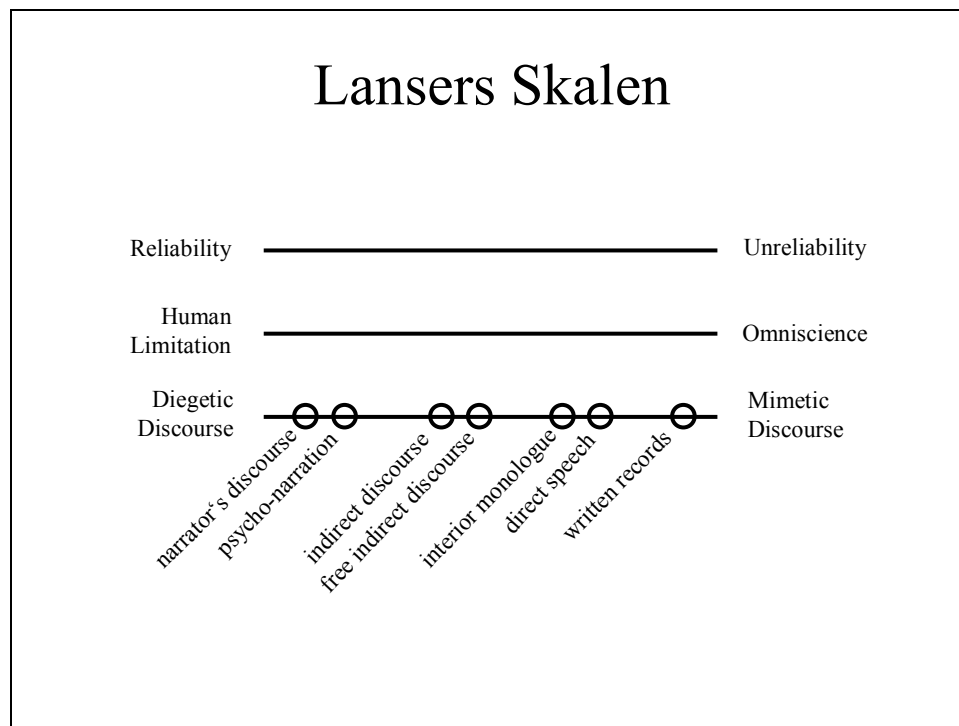 Lansers Skalen
Reliability
Unreliability
Human
Limitation
Omniscience
Diegetic
Discourse
Mimetic
Discourse
narrator‘s discourse
psycho-narration
indirect discourse
free indirect discourse
interior monologue
direct speech
written records